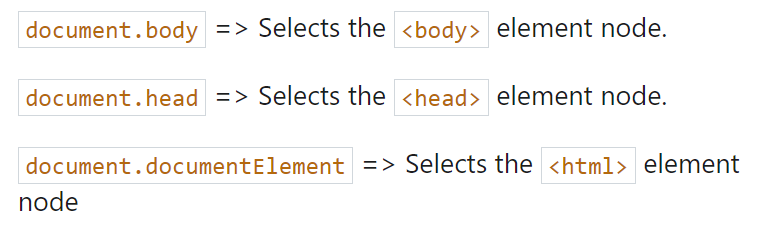 document.body => Selects the <body> element node.
document.head => Selects the <head> element node.
document.documentElement => Selects the <html> element
node